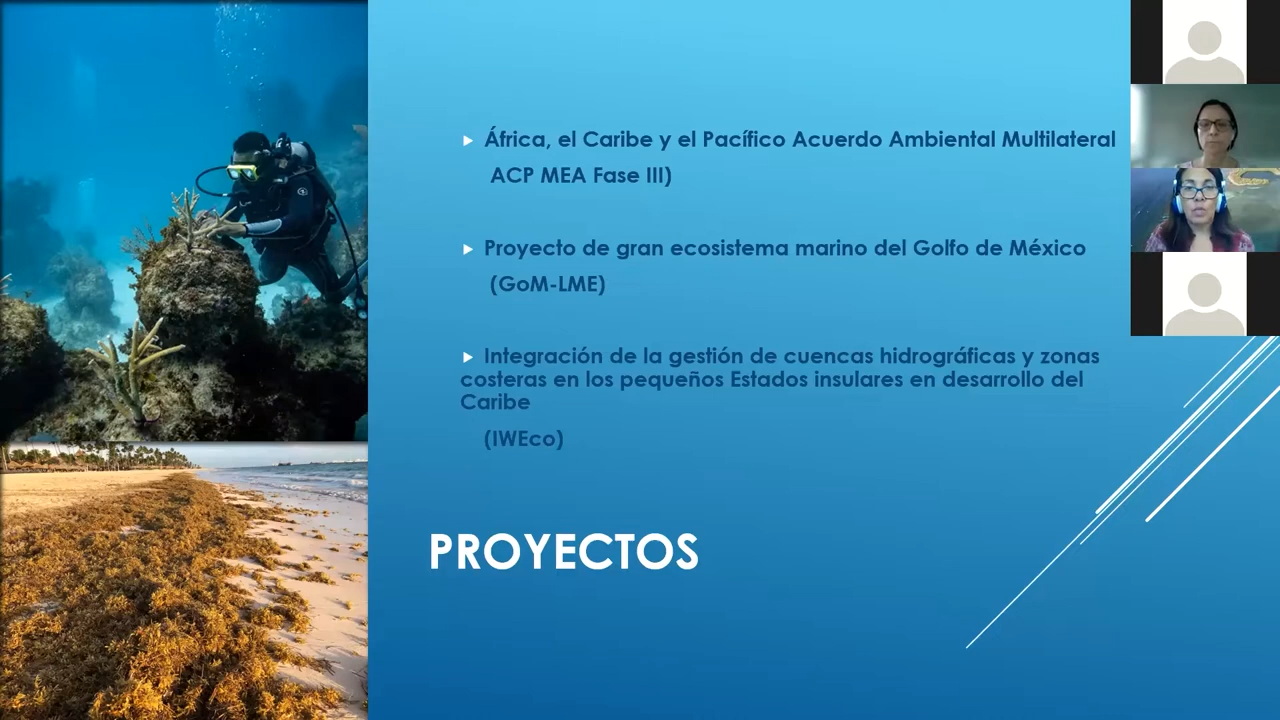 África, el Caribe y el Pacífico Acuerdo Ambiental Multilateral
ACP MEA Fase III)
Proyecto de gran ecosistema marino del Golfo de México
(GoM-LME)
Integración de la gestión de cuencas hidrográficas y zonas
costeras en los pequeños Estados insulares en desarrollo del
Caribe
(IWEco)
PROYECTOS